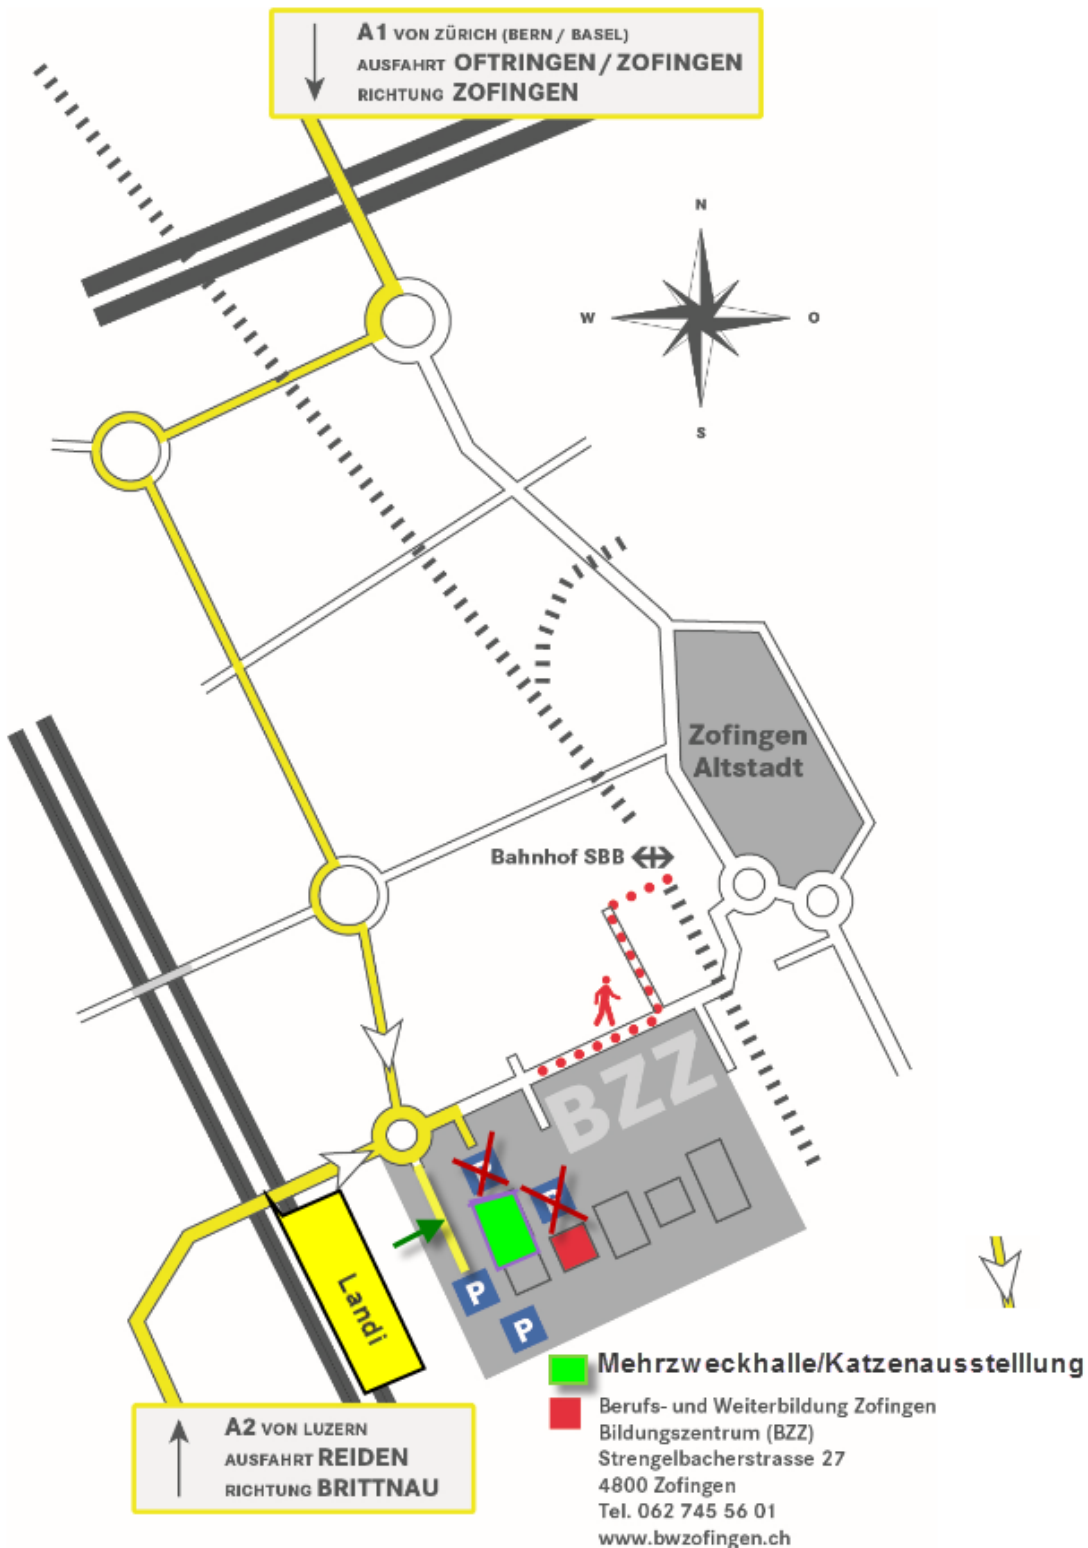 A1 VON ZÜRICH (BERN / BASEL)
AUSFAHRT OFTRINGEN / ZOFINGEN
RICHTUNG ZOFINGEN
N
W
O
S
Zofingen
Altstadt
Bahnhof SBB
BZZ
P
P
P
P
Landi
Mehrzweckhalle/Katzenausstelllung
Berufs- und Weiterbildung Zofingen
Bildungszentrum (BZZ)
Strengelbacherstrasse 27
4800 Zofingen
Tel. 062 745 56 01
www.bwzofingen.ch
A2 VON LUZERN
AUSFAHRT REIDEN
RICHTUNG BRITTNAU